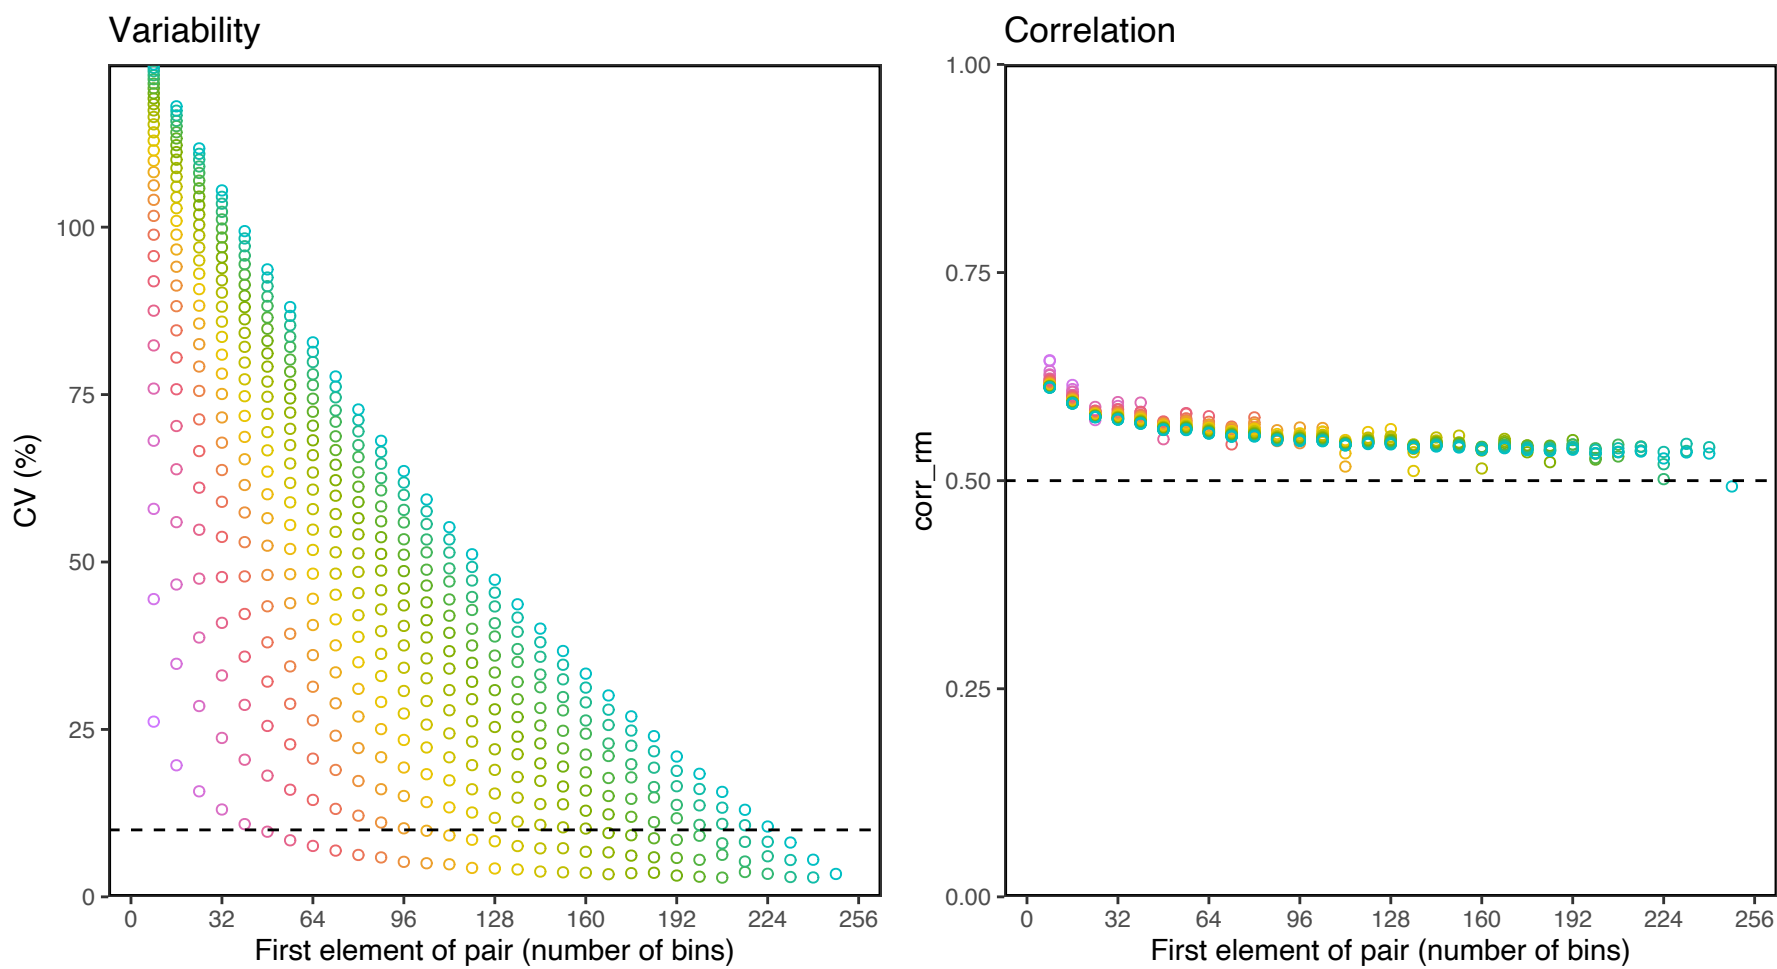 Variability
CV (%)
100
75
50
25
0
0 32 64 96 128 160 192 224 256
First element of pair (number of bins)
Correlation
corr_rm
1.00
0.75
0.50
0.25
0.00
0 32 64 96 128 160 192 224 256
First element of pair (number of bins)